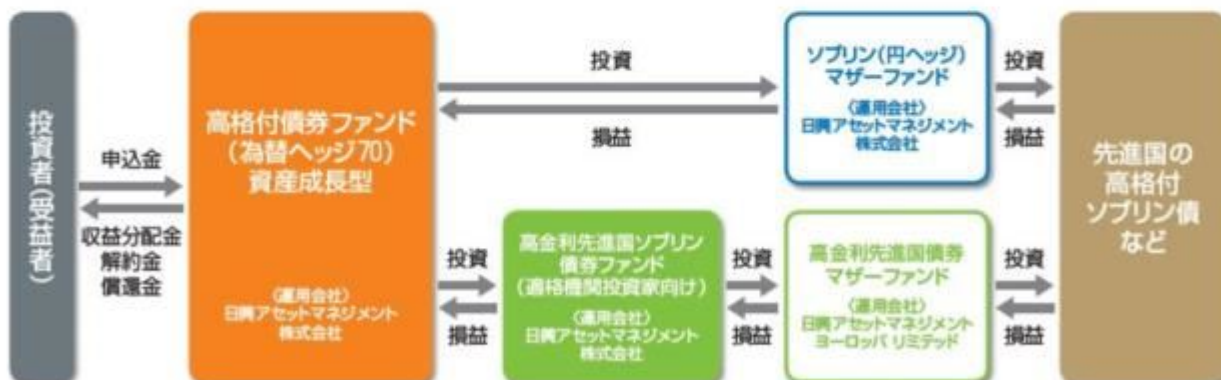 投資者(受益者)
申込金
収益分配金
解約金
償還金
高格付債券ファンド
(為替ヘッジ70)
資産成長型
〈運用会社〉
日興アセットマネジメント
株式会社
投資
損益
ソブリン(円ヘッジ)
マザーファンド
〈運用会社〉
日興アセットマネジメント
株式会社
投資
損益
投資
損益
高金利先進国ソブリン
債券ファンド
(適格機関投資家向け)
〈運用会社〉
日興アセットマネジメント
株式会社
投資
損益
高金利先進国債券
マザーファンド
〈運用会社〉
日興アセットマネジメント
ヨーロッパ リミテッド
投資
損益
先進国の
高格付
ソブリン債
など